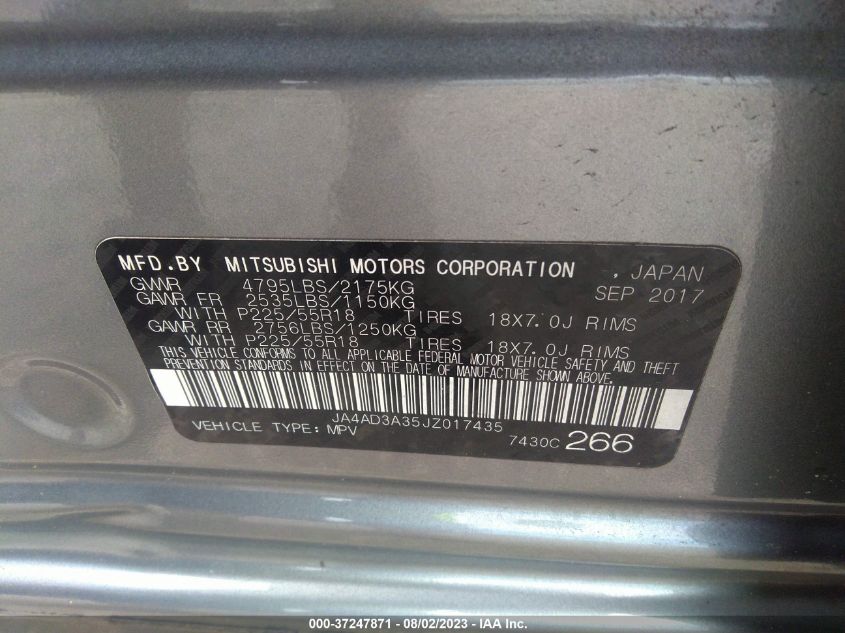 MFD.BY MITSUBISHI MOTORS CORPORATION , JAPAN
GVWR 4795LBS/2175KG SEP 2017
GAWR FR 2535LBS/1150KG
WITH P225/55R18 TIRES 18X7.0J RIMS
GAWR RR 2756LBS/1250KG
WITH P225/55R18 TIRES 18X7.0J RIMS
THIS VEHICLE CONFORMS TO ALL APPLICABLE FEDERAL MOTOR VEHICLE SAFETY AND THEFT
PREVENTION STANDARDS IN EFFECT ON THE DATE OF MANUFACTURE SHOWN ABOVE.
JA4AD3A35JZ017435
VEHICLE TYPE: MPV 7430C 266
000-37247871 - 08/02/2023 - IAA Inc.